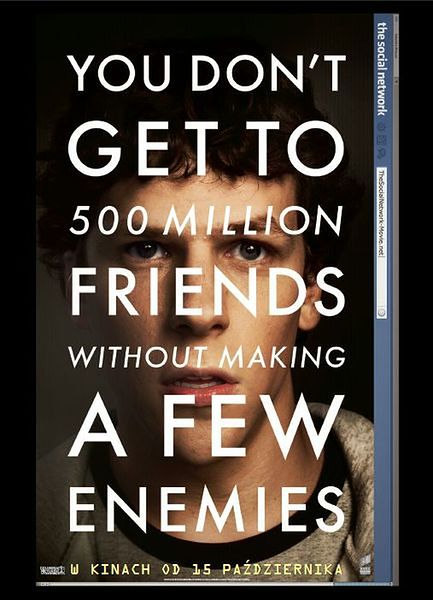 YOU DON'T
GET TO
500 MILLION
FRIENDS
WITHOUT MAKING
A FEW
ENEMIES
W KINACH OD 15 PAŹDZIERNIKA
the social network
TheSocialNetwork-Movie.net